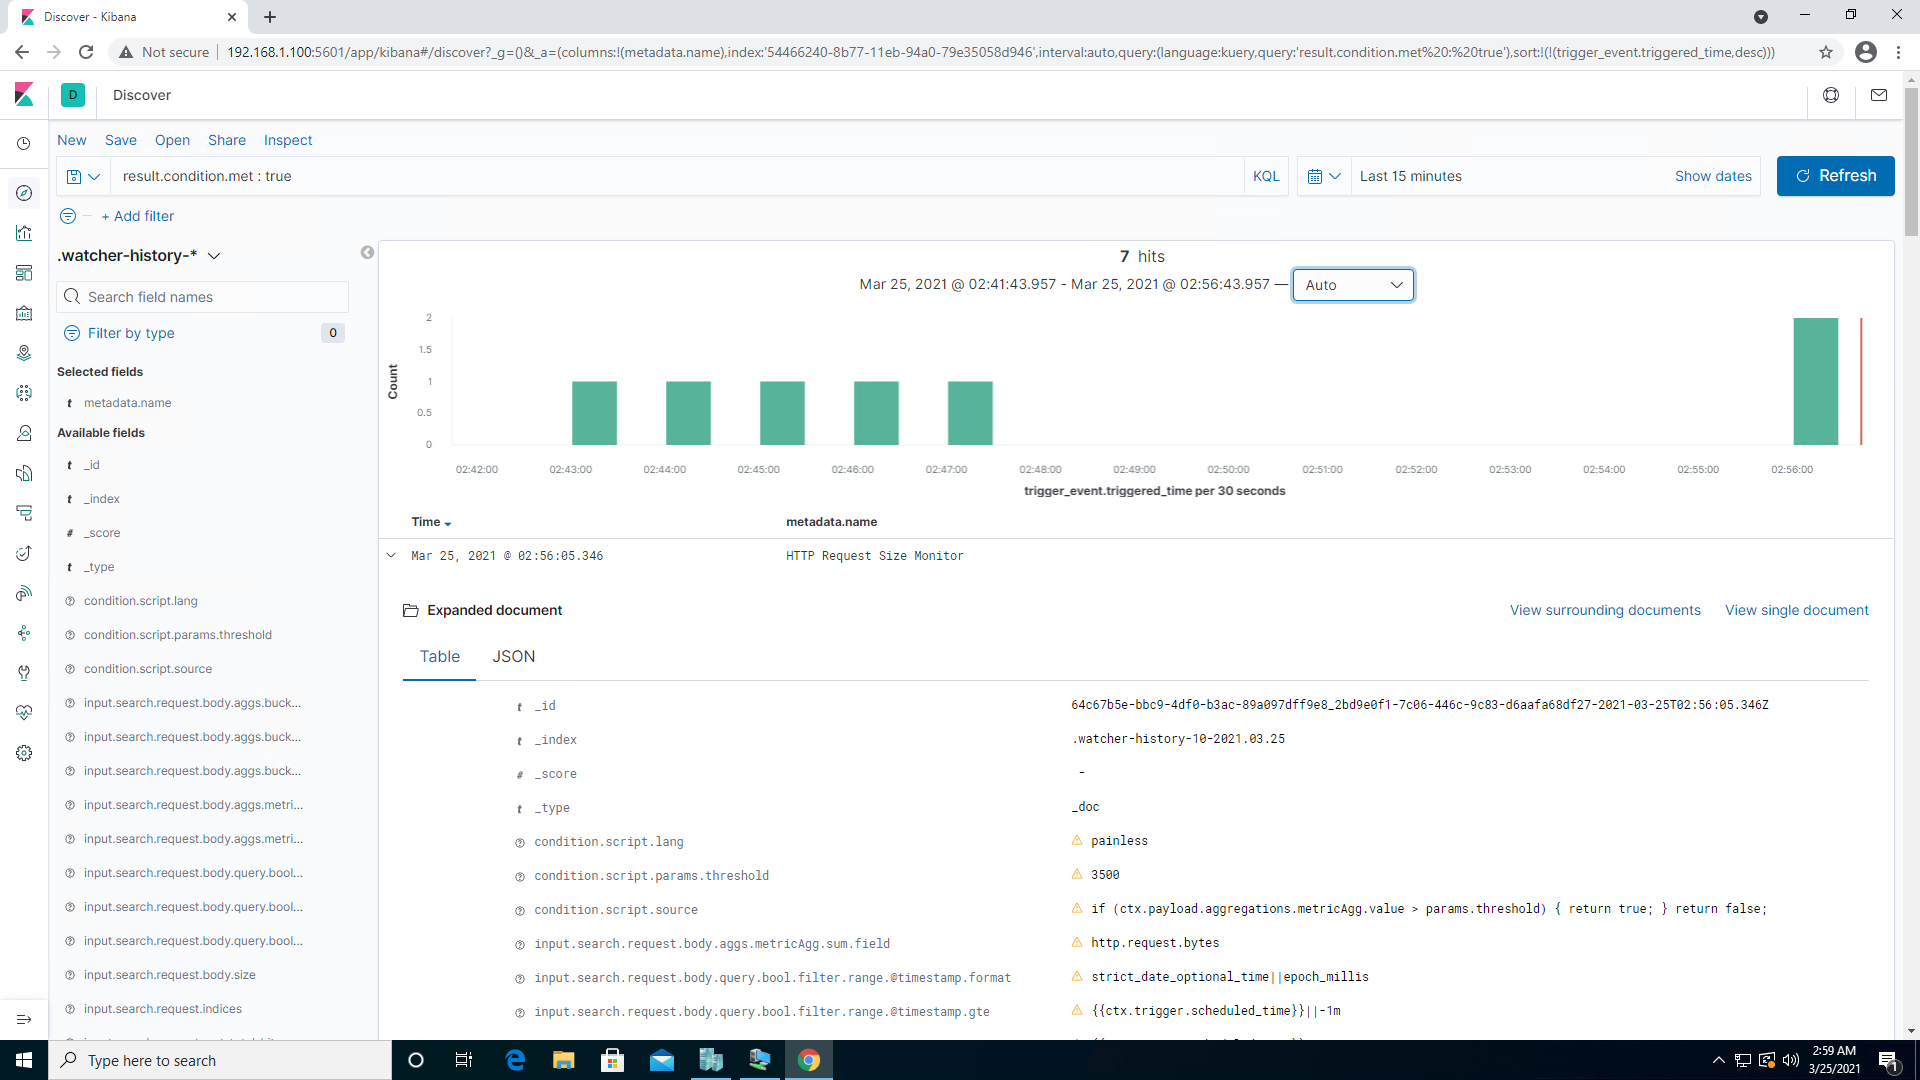 Discover - Kibana
Not secure
192.168.1.100:5601/app/kibana#/discover?_g=()&_a=(columns:!(metadata.name),index:'54466240-8b77-11eb-94a0-79e35058d946',interval:auto,query:(language:kuery,query:'result.condition.met%20:%20true'),sort:!(!(trigger_event.triggered_time,desc)))
D
Discover
New Save Open Share Inspect
result.condition.met : true
KQL
Last 15 minutes
Show dates
Refresh
+ Add filter
.watcher-history-*
Search field names
Filter by type
0
Selected fields
t metadata.name
Available fields
t _id
t _index
# _score
t _type
condition.script.lang
condition.script.params.threshold
condition.script.source
input.search.request.body.aggs.buck...
input.search.request.body.aggs.buck...
input.search.request.body.aggs.buck...
input.search.request.body.aggs.metri...
input.search.request.body.aggs.metri...
input.search.request.body.query.bool...
input.search.request.body.query.bool...
input.search.request.body.query.bool...
input.search.request.body.size
input.search.request.indices
7 hits
Mar 25, 2021 @ 02:41:43.957 - Mar 25, 2021 @ 02:56:43.957 —
Auto
2
1.5
1
0.5
0
Count
02:42:00 02:43:00 02:44:00 02:45:00 02:46:00 02:47:00 02:48:00 02:49:00 02:50:00 02:51:00 02:52:00 02:53:00 02:54:00 02:55:00 02:56:00
trigger_event.triggered_time per 30 seconds
Time metadata.name
Mar 25, 2021 @ 02:56:05.346 HTTP Request Size Monitor
Expanded document
View surrounding documents View single document
Table JSON
t _id 64c67b5e-bbc9-4df0-b3ac-89a097dff9e8_2bd9e0f1-7c06-446c-9c83-d6aafa68df27-2021-03-25T02:56:05.346Z
t _index .watcher-history-10-2021.03.25
# _score -
t _type _doc
condition.script.lang painless
condition.script.params.threshold 3500
condition.script.source if (ctx.payload.aggregations.metricAgg.value > params.threshold) { return true; } return false;
input.search.request.body.aggs.metricAgg.sum.field http.request.bytes
input.search.request.body.query.bool.filter.range.@timestamp.format strict_date_optional_time||epoch_millis
input.search.request.body.query.bool.filter.range.@timestamp.gte {{ctx.trigger.scheduled_time}}||-1m
Type here to search
2:59 AM
3/25/2021
1